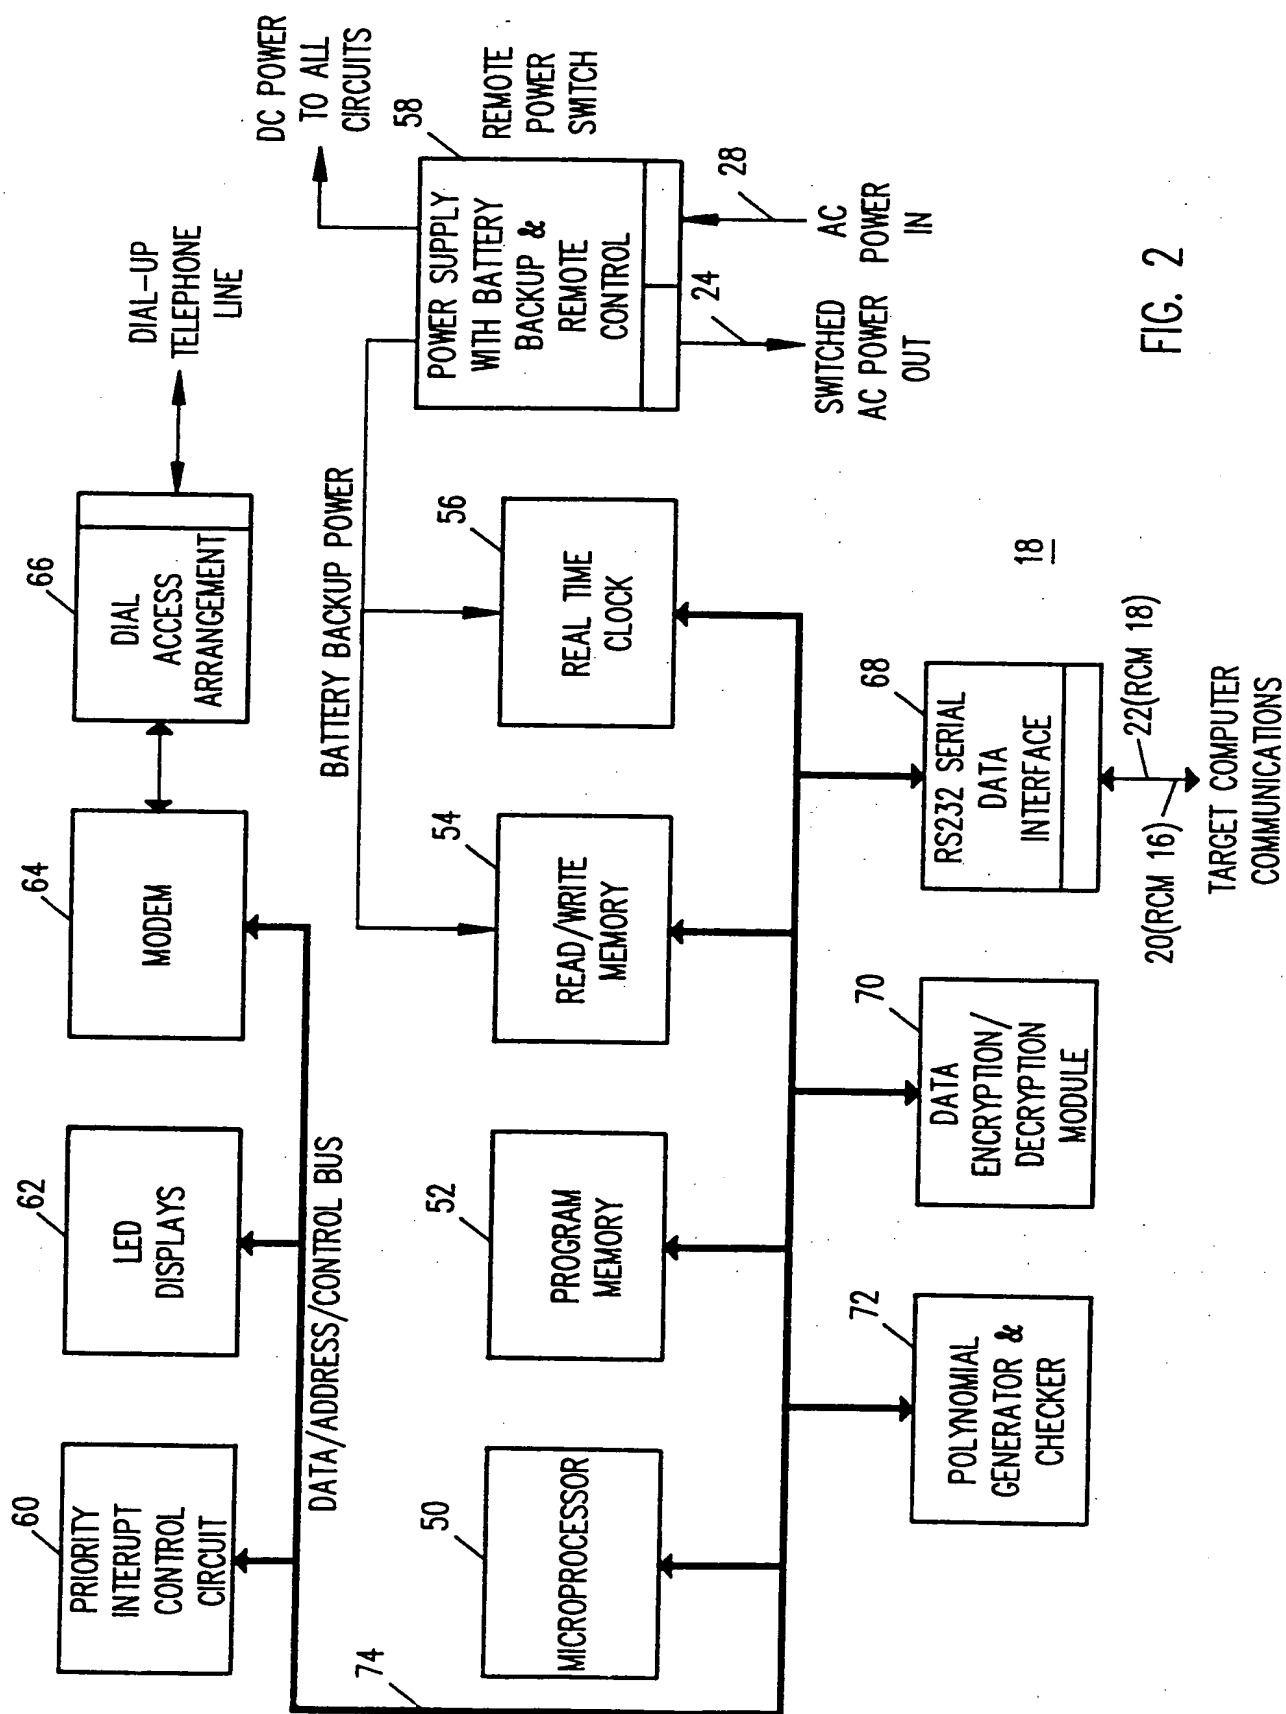 60
PRIORITY
INTERUPT
CONTROL
CIRCUIT
62
LED
DISPLAYS
64
MODEM
66
DIAL
ACCESS
ARRANGEMENT
DIAL-UP
TELEPHONE
LINE
DATA/ADDRESS/CONTROL BUS
74
BATTERY BACKUP POWER
DC POWER
TO ALL
CIRCUITS
50
MICROPROCESSOR
52
PROGRAM
MEMORY
54
READ/WRITE
MEMORY
56
REAL TIME
CLOCK
58
POWER SUPPLY
WITH BATTERY
BACKUP &
REMOTE
CONTROL
REMOTE
POWER
SWITCH
24
SWITCHED
AC POWER
OUT
28
AC
POWER
IN
72
POLYNOMIAL
GENERATOR &
CHECKER
70
DATA
ENCRYPTION/
DECRYPTION
MODULE
68
RS232 SERIAL
DATA
INTERFACE
18
20(RCM 16)
22(RCM 18)
TARGET COMPUTER
COMMUNICATIONS
FIG. 2